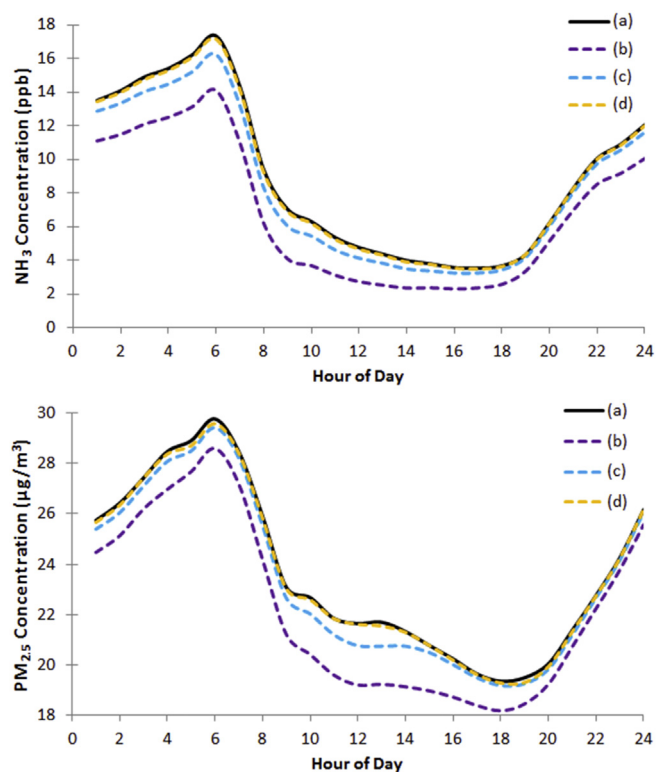 18
16
14
12
10
8
6
4
2
0
NH₃ Concentration (ppb)
(a)
(b)
(c)
(d)
0 2 4 6 8 10 12 14 16 18 20 22 24
Hour of Day
30
28
26
24
22
20
18
PM₂.₅ Concentration (µg/m³)
(a)
(b)
(c)
(d)
0 2 4 6 8 10 12 14 16 18 20 22 24
Hour of Day